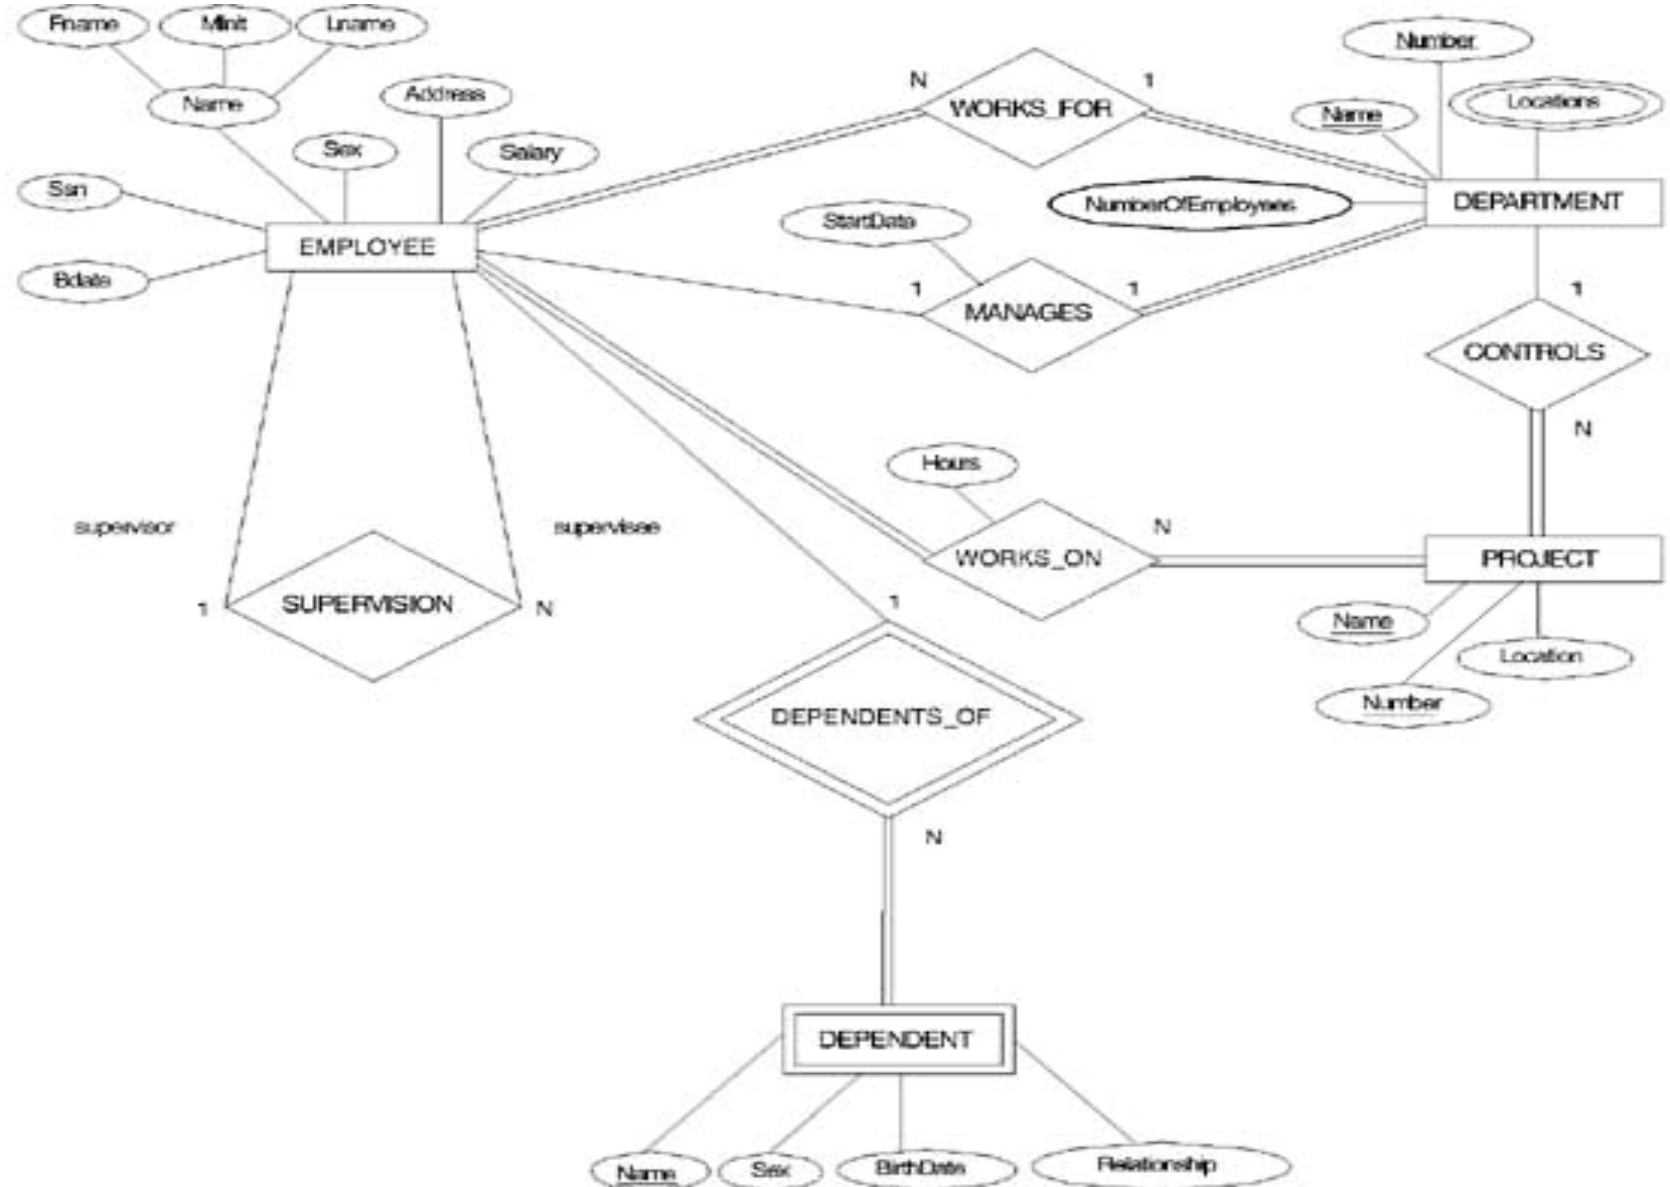 Fname
Minit
Lname
Number
N
1
Address
Name
WORKS_FOR
Locations
Name
Sex
Salary
Ssn
DEPARTMENT
NumberOfEmployees
StartDate
EMPLOYEE
Bdate
1
1
1
MANAGES
CONTROLS
N
Hours
supervisor
supervisee
N
WORKS_ON
PROJECT
1
SUPERVISION
N
1
Name
Location
Number
DEPENDENTS_OF
N
DEPENDENT
Name
Sex
BirthDate
Relationship